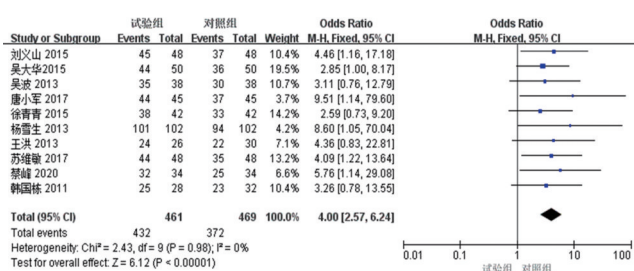 试验组 对照组 Odds Ratio Odds Ratio
Study or Subgroup Events Total Events Total Weight M-H, Fixed, 95% CI M-H, Fixed, 95% CI
刘义山 2015 45 48 37 48 10.4% 4.46 [1.16, 17.18]
吴大华2015 44 50 36 50 19.5% 2.85 [1.00, 8.17]
吴波 2013 35 38 30 38 10.9% 3.11 [0.76, 12.79]
唐小军 2017 44 45 37 45 3.7% 9.51 [1.14, 79.60]
徐青青 2015 38 42 33 42 14.7% 2.59 [0.73, 9.20]
杨雪生 2013 101 102 94 102 4.2% 8.60 [1.05, 70.04]
王洪 2013 24 26 22 30 6.8% 4.36 [0.83, 22.81]
苏维敏 2017 44 48 35 48 13.5% 4.09 [1.22, 13.64]
蔡峰 2020 32 34 25 34 6.4% 5.76 [1.14, 29.08]
韩国栋 2011 25 28 23 32 10.0% 3.26 [0.78, 13.55]
Total (95% CI) 461 469 100.0% 4.00 [2.57, 6.24]
Total events 432 372
Heterogeneity: Chi² = 2.43, df = 9 (P = 0.98); I² = 0%
Test for overall effect: Z = 6.12 (P < 0.00001)
0.01 0.1 1 10 100
试验组 对照组